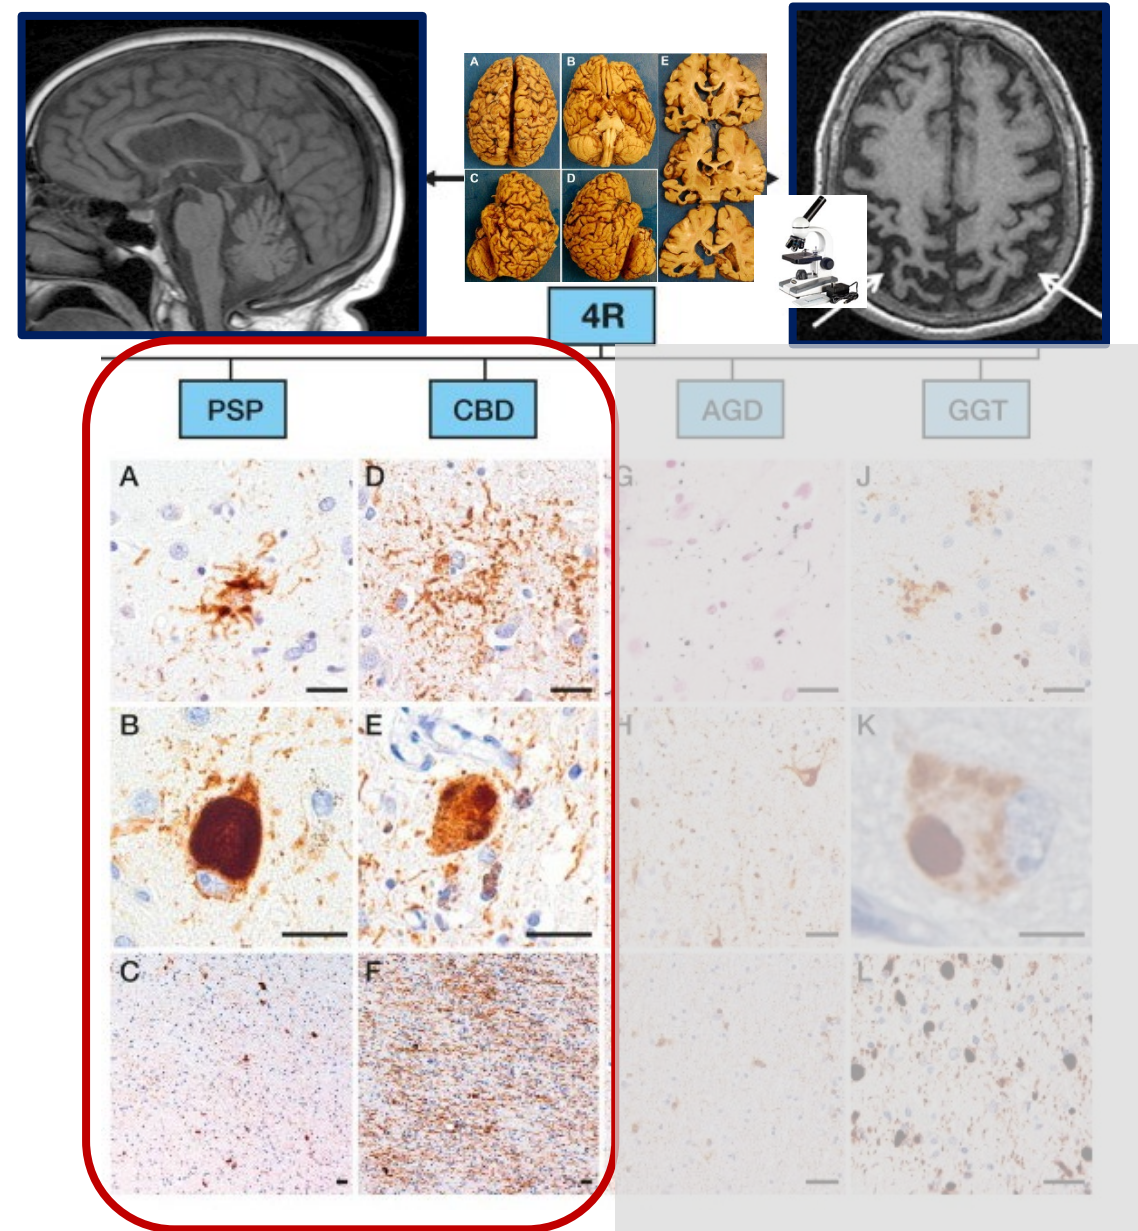 A B E
C D
4R
PSP CBD AGD GGT
A D G J
B E H K
C F L